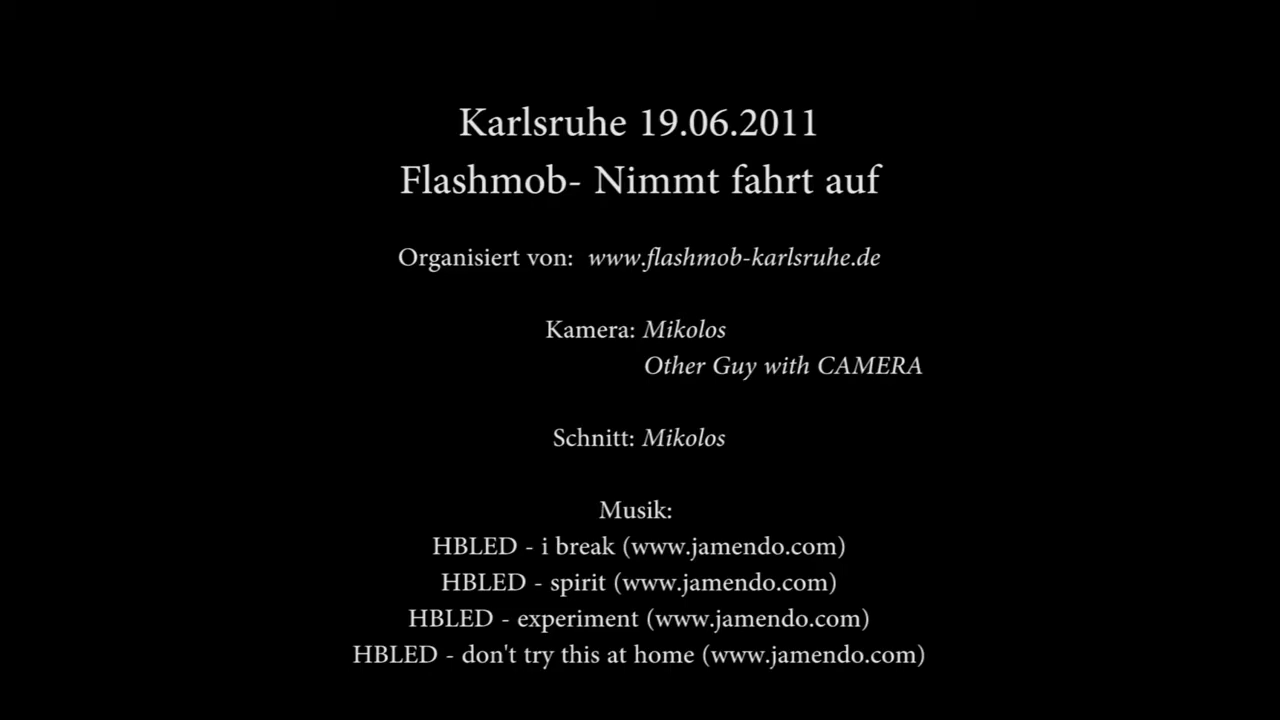 Karlsruhe 19.06.2011
Flashmob- Nimmt fahrt auf
Organisiert von: www.flashmob-karlsruhe.de
Kamera: Mikolos
Other Guy with CAMERA
Schnitt: Mikolos
Musik:
HBLED - i break (www.jamendo.com)
HBLED - spirit (www.jamendo.com)
HBLED - experiment (www.jamendo.com)
HBLED - don't try this at home (www.jamendo.com)